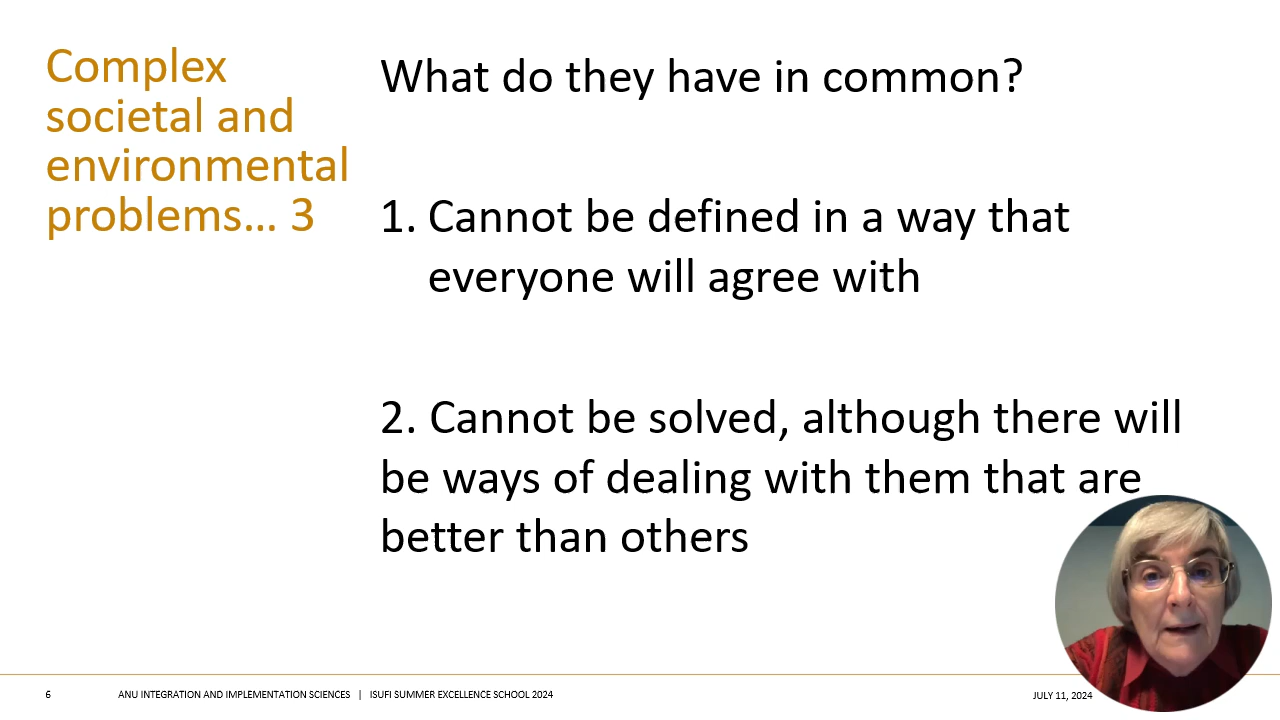 Complex
societal and
environmental
problems... 3
What do they have in common?
1. Cannot be defined in a way that
everyone will agree with
2. Cannot be solved, although there will
be ways of dealing with them that are
better than others
6
ANU INTEGRATION AND IMPLEMENTATION SCIENCES | ISUFI SUMMER EXCELLENCE SCHOOL 2024
JULY 11, 2024